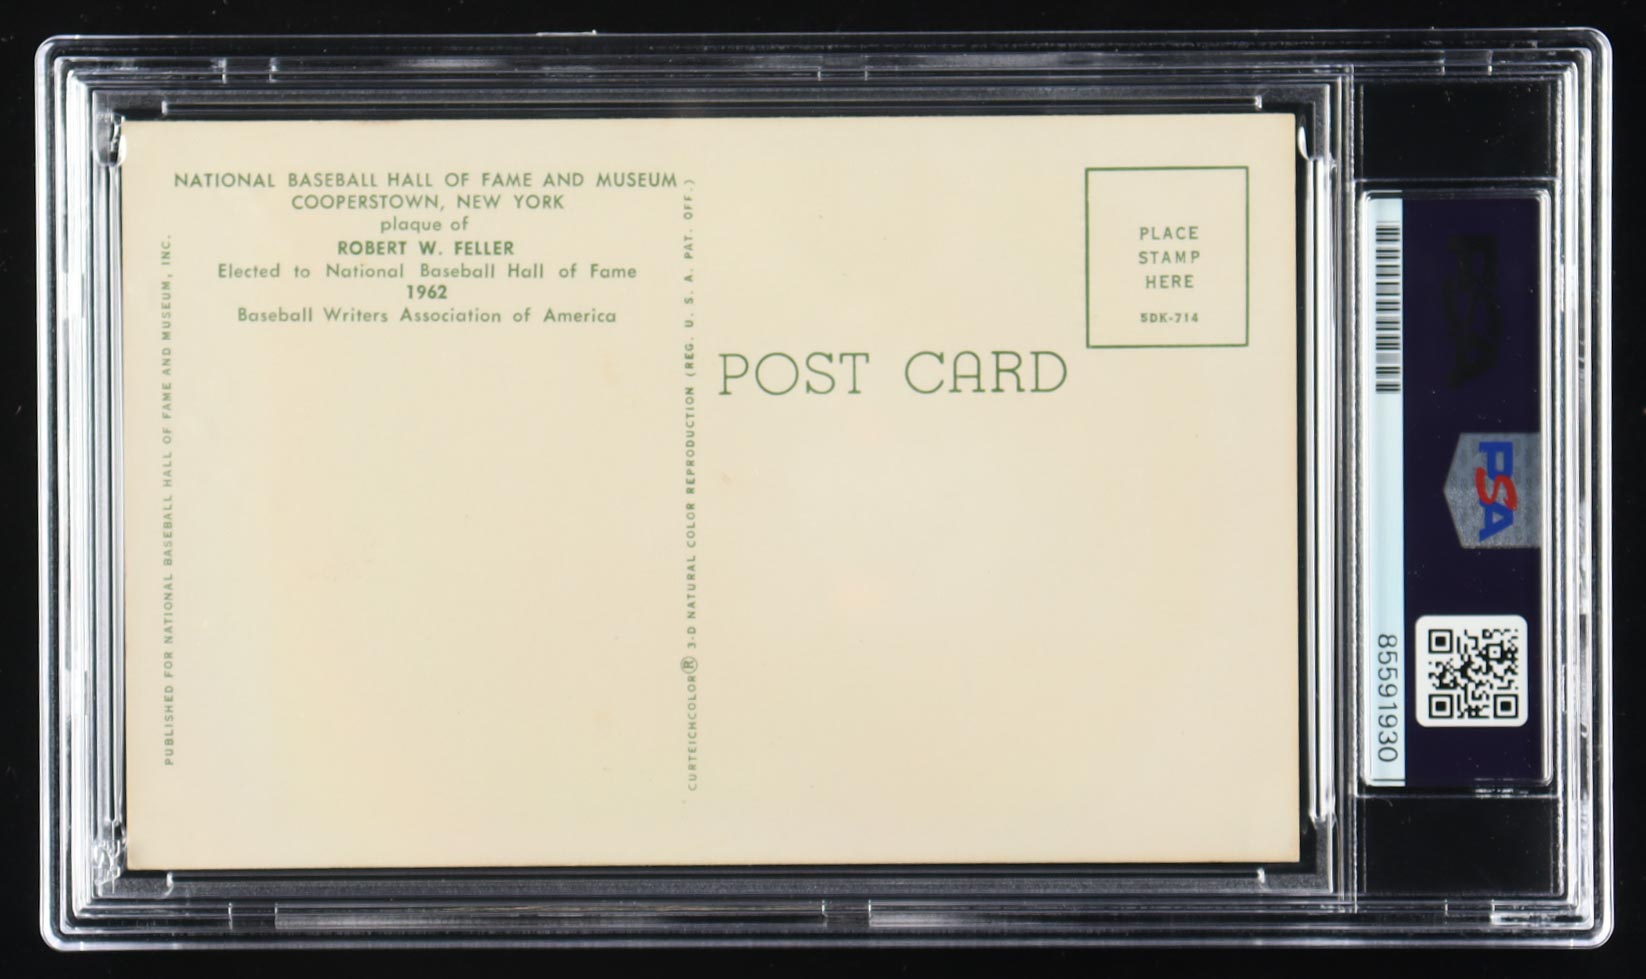 NATIONAL BASEBALL HALL OF FAME AND MUSEUM
COOPERSTOWN, NEW YORK
plaque of
ROBERT W. FELLER
Elected to National Baseball Hall of Fame
1962
Baseball Writers Association of America
PUBLISHED FOR NATIONAL BASEBALL HALL OF FAME AND MUSEUM, INC.
CURTEICHCOLOR® 3-D NATURAL COLOR REPRODUCTION (REG. U. S. A. PAT. OFF.)
POST CARD
PLACE
STAMP
HERE
5DK-714
PSA
PSA
85591930